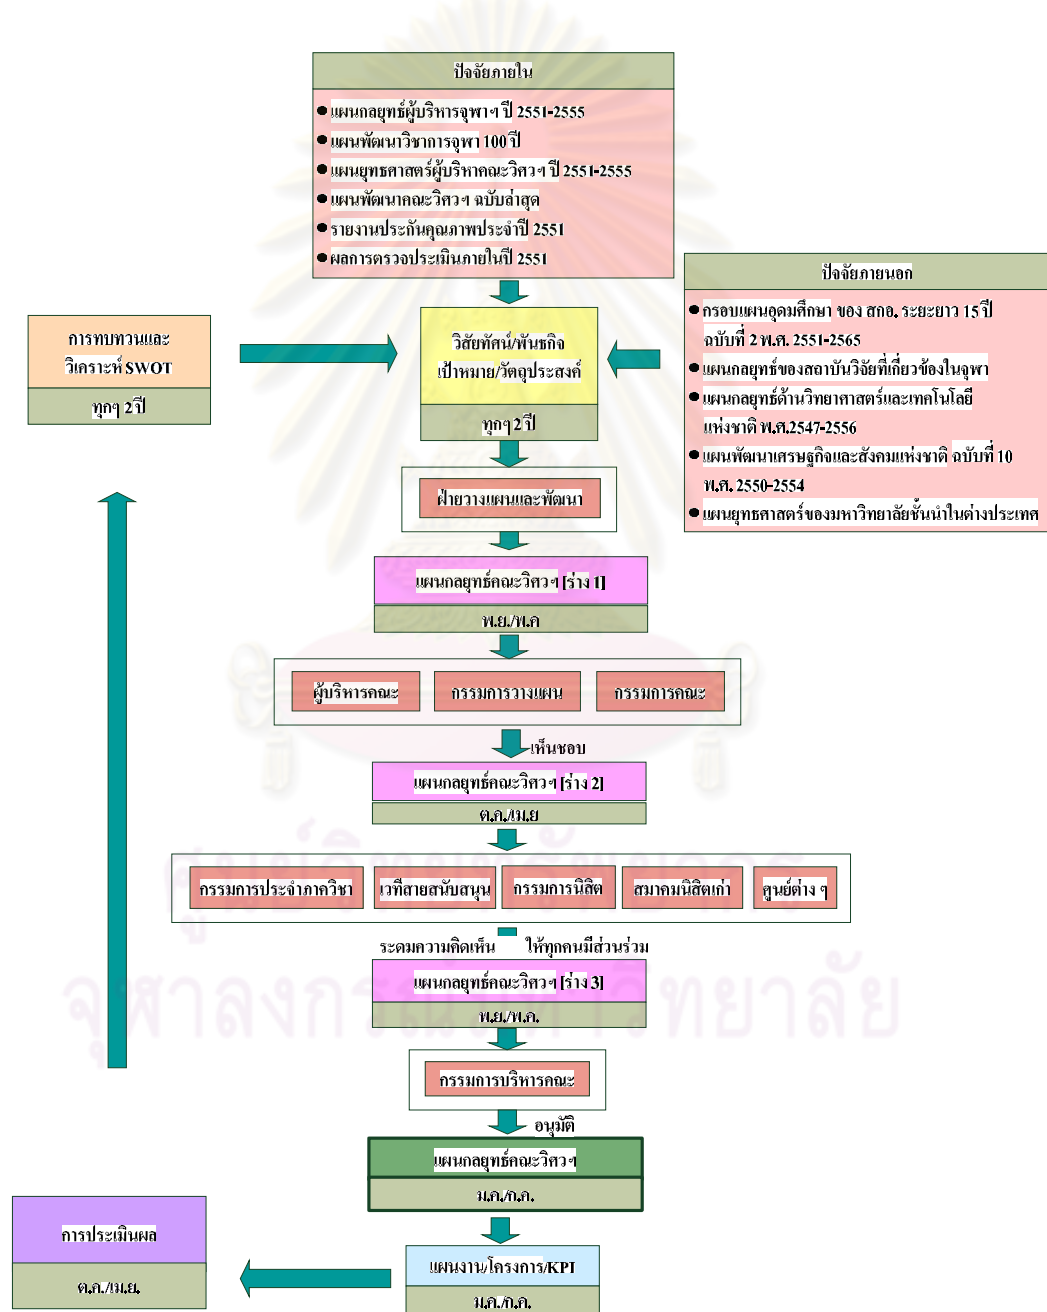 ปัจจัยภายใน
● แผนกลยุทธ์ผู้บริหารจุฬาฯ ปี 2551-2555
● แผนพัฒนาวิชาการจุฬา 100 ปี
● แผนยุทธศาสตร์ผู้บริหาคณะวิศวฯ ปี 2551-2555
● แผนพัฒนาคณะวิศวฯ ฉบับล่าสุด
● รายงานประกันคุณภาพประจำปี 2551
● ผลการตรวจประเมินภายในปี 2551
ปัจจัยภายนอก
● กรอบแผนอุดมศึกษา ของ สกอ. ระยะยาว 15 ปี
ฉบับที่ 2 พ.ศ. 2551-2565
● แผนกลยุทธ์ของสถาบันวิจัยที่เกี่ยวข้องในจุฬา
● แผนกลยุทธ์ด้านวิทยาศาสตร์และเทคโนโลยี
แห่งชาติ พ.ศ.2547-2556
● แผนพัฒนาเศรษฐกิจและสังคมแห่งชาติ ฉบับที่ 10
พ.ศ. 2550-2554
● แผนยุทธศาสตร์ของมหาวิทยาลัยชั้นนำในต่างประเทศ
การทบทวนและ
วิเคราะห์ SWOT
ทุกๆ 2 ปี
วิสัยทัศน์/พันธกิจ
เป้าหมาย/วัตถุประสงค์
ทุกๆ 2 ปี
ฝ่ายวางแผนและพัฒนา
แผนกลยุทธ์คณะวิศวฯ [ร่าง 1]
พ.ย./พ.ค
ผู้บริหารคณะ กรรมการวางแผน กรรมการคณะ
เห็นชอบ
แผนกลยุทธ์คณะวิศวฯ [ร่าง 2]
ต.ค./เม.ย
กรรมการประจำภาควิชา เวทีสายสนับสนุน กรรมการนิสิต สมาคมนิสิตเก่า ศูนย์ต่าง ๆ
ระดมความคิดเห็น ให้ทุกคนมีส่วนร่วม
แผนกลยุทธ์คณะวิศวฯ [ร่าง 3]
พ.ย./พ.ค.
กรรมการบริหารคณะ
อนุมัติ
แผนกลยุทธ์คณะวิศวฯ
ม.ค./ก.ค.
แผนงาน/โครงการ/KPI
ม.ค./ก.ค.
การประเมินผล
ต.ค./เม.ย.
ศูนย์วิทยทรัพยากร
จุฬาลงกรณ์มหาวิทยาลัย